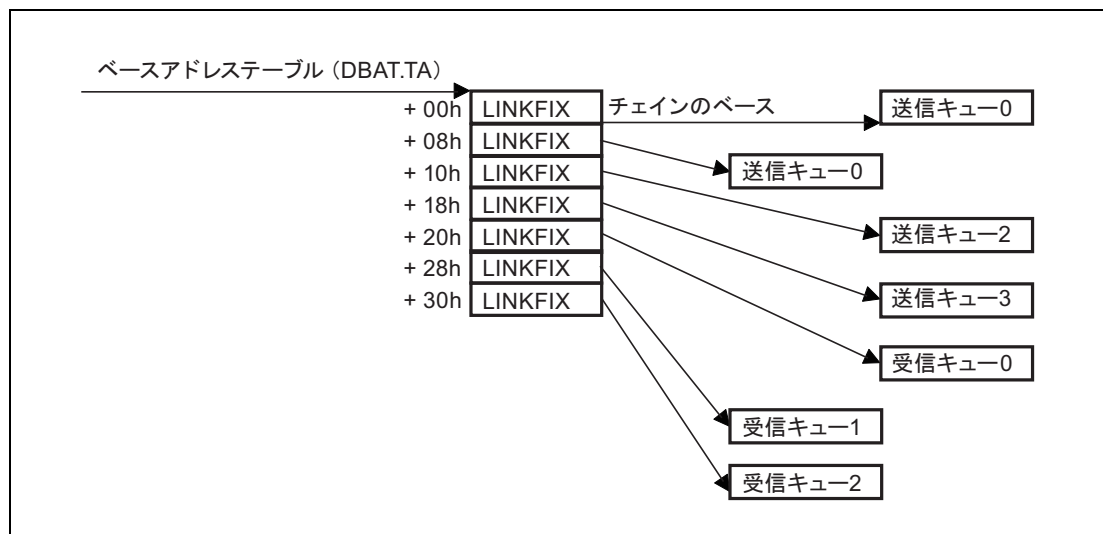 ベースアドレステーブル（DBAT.TA）
+ 00h LINKFIX チェインのベース 送信キュー0
+ 08h LINKFIX
送信キュー0
+ 10h LINKFIX
+ 18h LINKFIX
送信キュー2
+ 20h LINKFIX
+ 28h LINKFIX
+ 30h LINKFIX
送信キュー3
受信キュー0
受信キュー1
受信キュー2